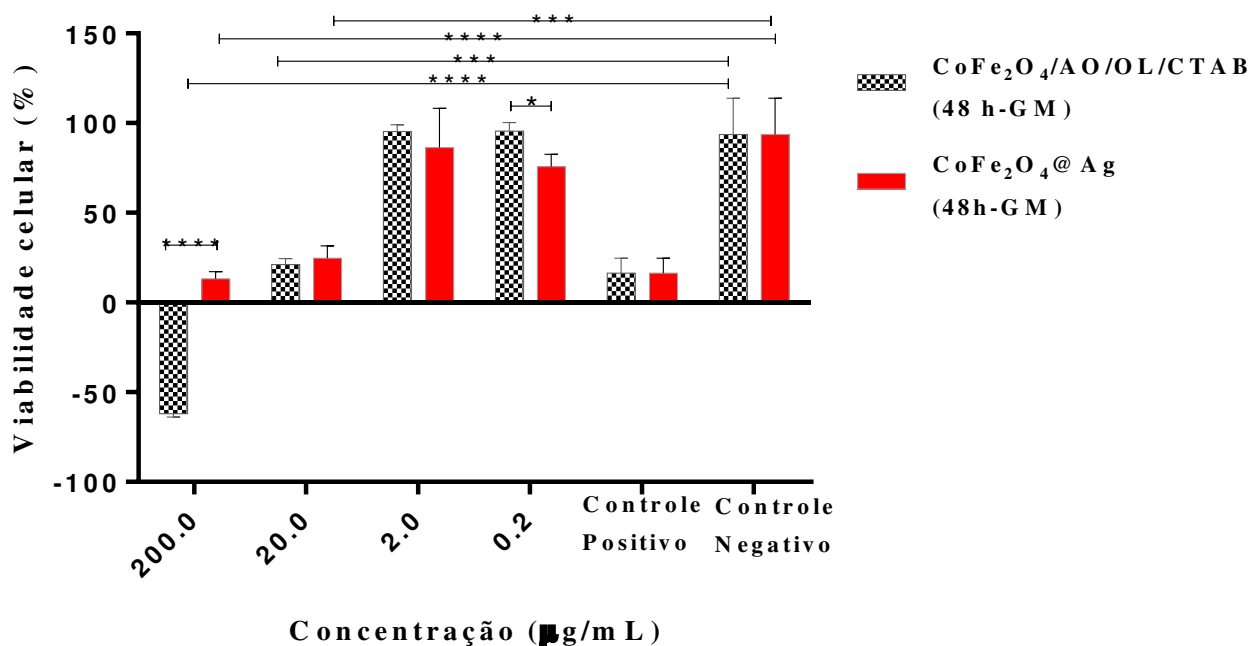 ***
****
***
****
150
100
50
0
-50
-100
Viabilidade celular (%)
****
*
200.0
20.0
2.0
0.2
Controle
Positivo
Controle
Negativo
Concentração (µg/mL)
CoFe₂O₄/AO/OL/CTAB
(48 h-GM)
CoFe₂O₄@Ag
(48h-GM)